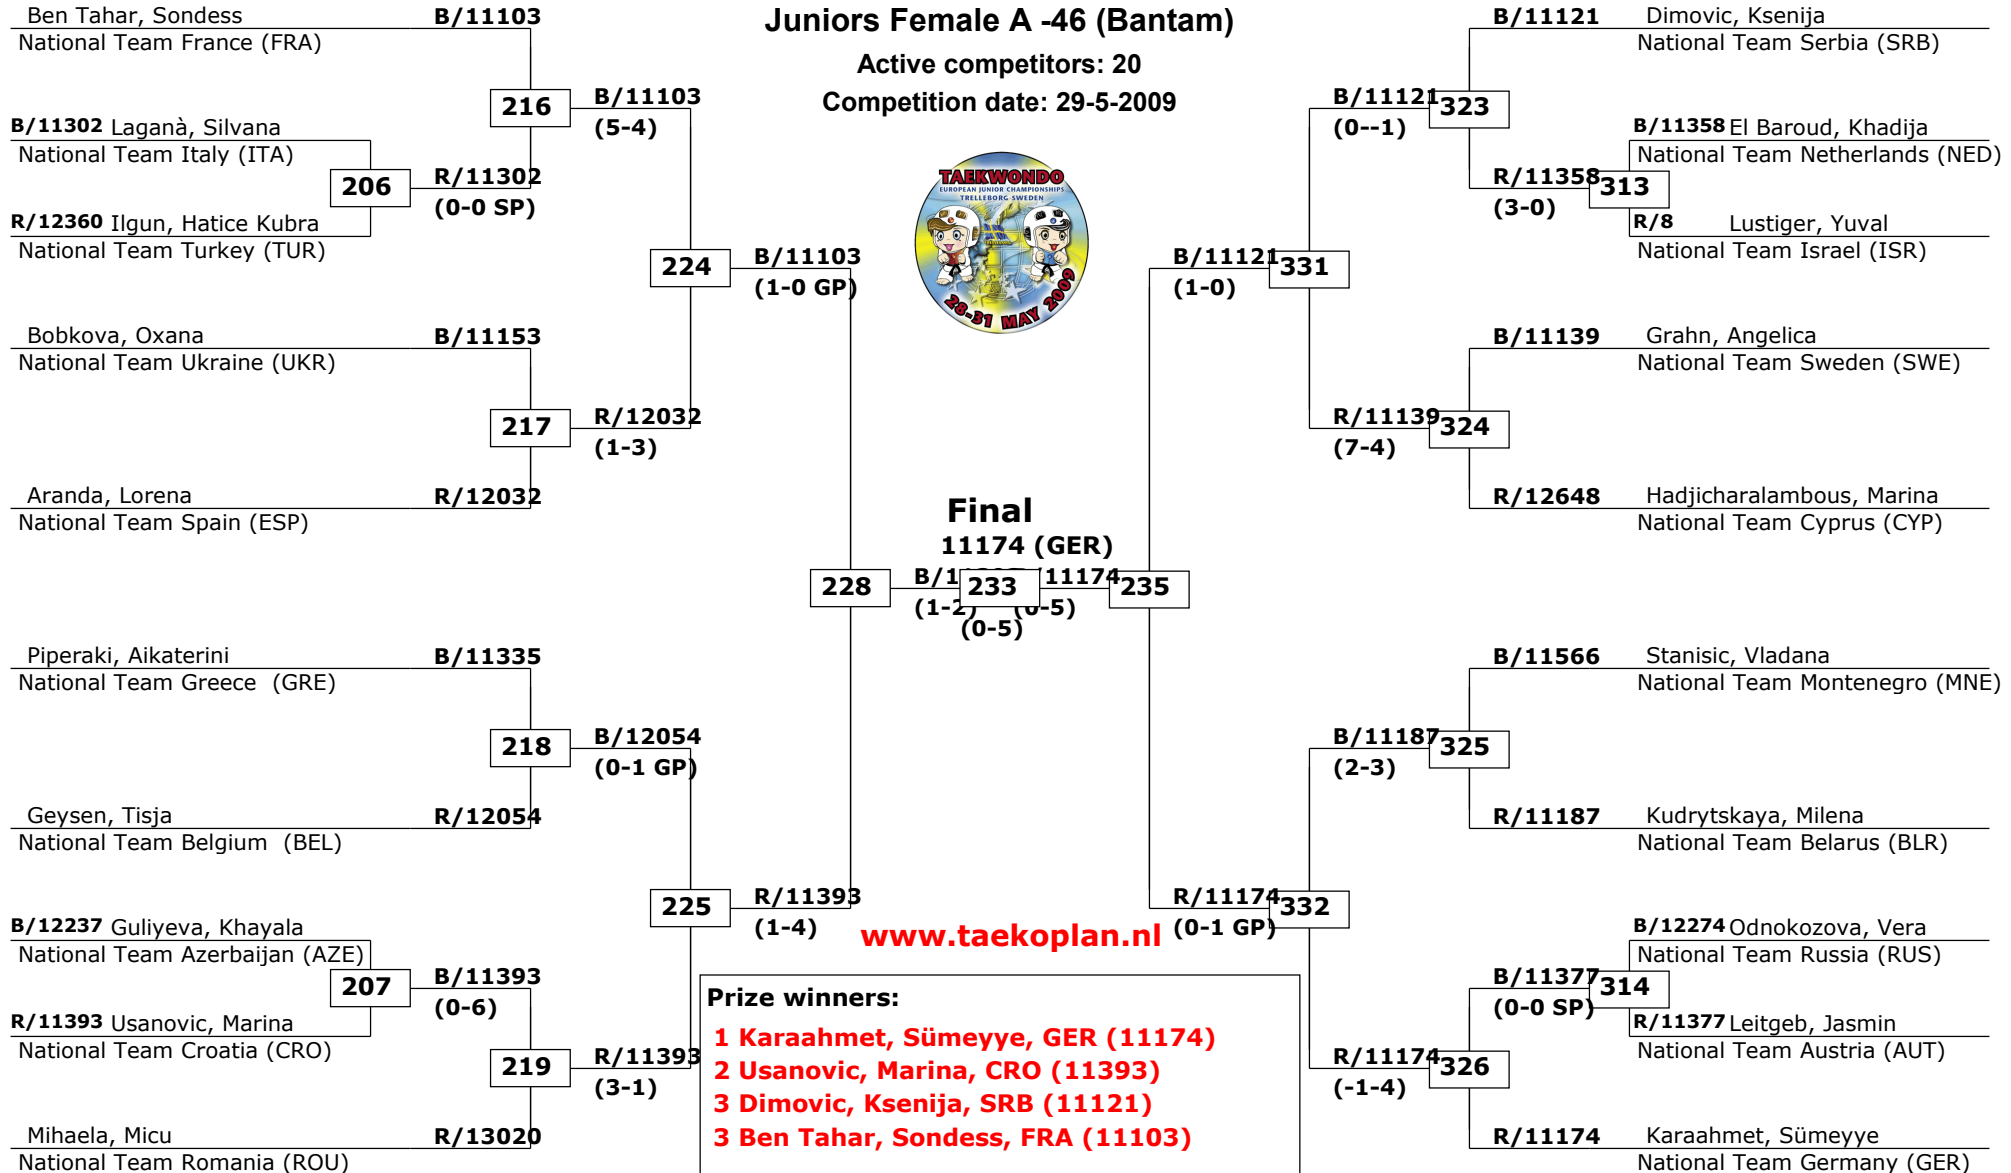 Juniors Female A -46 (Bantam)
Active competitors: 20
Competition date: 29-5-2009
TAEKWONDO
EUROPEAN JUNIOR CHAMPIONSHIPS
TRELLEBORG SWEDEN
28-31 MAY 2009
Ben Tahar, Sondess B/11103
National Team France (FRA)
216 B/11103
(5-4)
B/11302 Laganà, Silvana
National Team Italy (ITA)
206 R/11302
(0-0 SP)
R/12360 Ilgun, Hatice Kubra
National Team Turkey (TUR)
224 B/11103
(1-0 GP)
Bobkova, Oxana B/11153
National Team Ukraine (UKR)
217 R/12032
(1-3)
Aranda, Lorena R/12032
National Team Spain (ESP)
Piperaki, Aikaterini B/11335
National Team Greece (GRE)
218 B/12054
(0-1 GP)
Geysen, Tisja R/12054
National Team Belgium (BEL)
225 R/11393
(1-4)
B/12237 Guliyeva, Khayala
National Team Azerbaijan (AZE)
207 B/11393
(0-6)
R/11393 Usanovic, Marina
National Team Croatia (CRO)
219 R/11393
(3-1)
Mihaela, Micu R/13020
National Team Romania (ROU)
Final
11174 (GER)
228 233 /11174 235
(1-2) (0-5)
(0-5)
B/11121 Dimovic, Ksenija
National Team Serbia (SRB)
B/11121 323
(0--1)
B/11358 El Baroud, Khadija
National Team Netherlands (NED)
R/11358 313
(3-0)
R/8 Lustiger, Yuval
National Team Israel (ISR)
B/11121 331
(1-0)
B/11139 Grahn, Angelica
National Team Sweden (SWE)
R/11139 324
(7-4)
R/12648 Hadjicharalambous, Marina
National Team Cyprus (CYP)
B/11566 Stanisic, Vladana
National Team Montenegro (MNE)
B/11187 325
(2-3)
R/11187 Kudrytskaya, Milena
National Team Belarus (BLR)
R/11174 332
(0-1 GP)
B/12274 Odnokozova, Vera
National Team Russia (RUS)
B/11377 314
(0-0 SP)
R/11377 Leitgeb, Jasmin
National Team Austria (AUT)
R/11174 326
(-1-4)
R/11174 Karaahmet, Sümeyye
National Team Germany (GER)
www.taekoplan.nl
Prize winners:
1 Karaahmet, Sümeyye, GER (11174)
2 Usanovic, Marina, CRO (11393)
3 Dimovic, Ksenija, SRB (11121)
3 Ben Tahar, Sondess, FRA (11103)